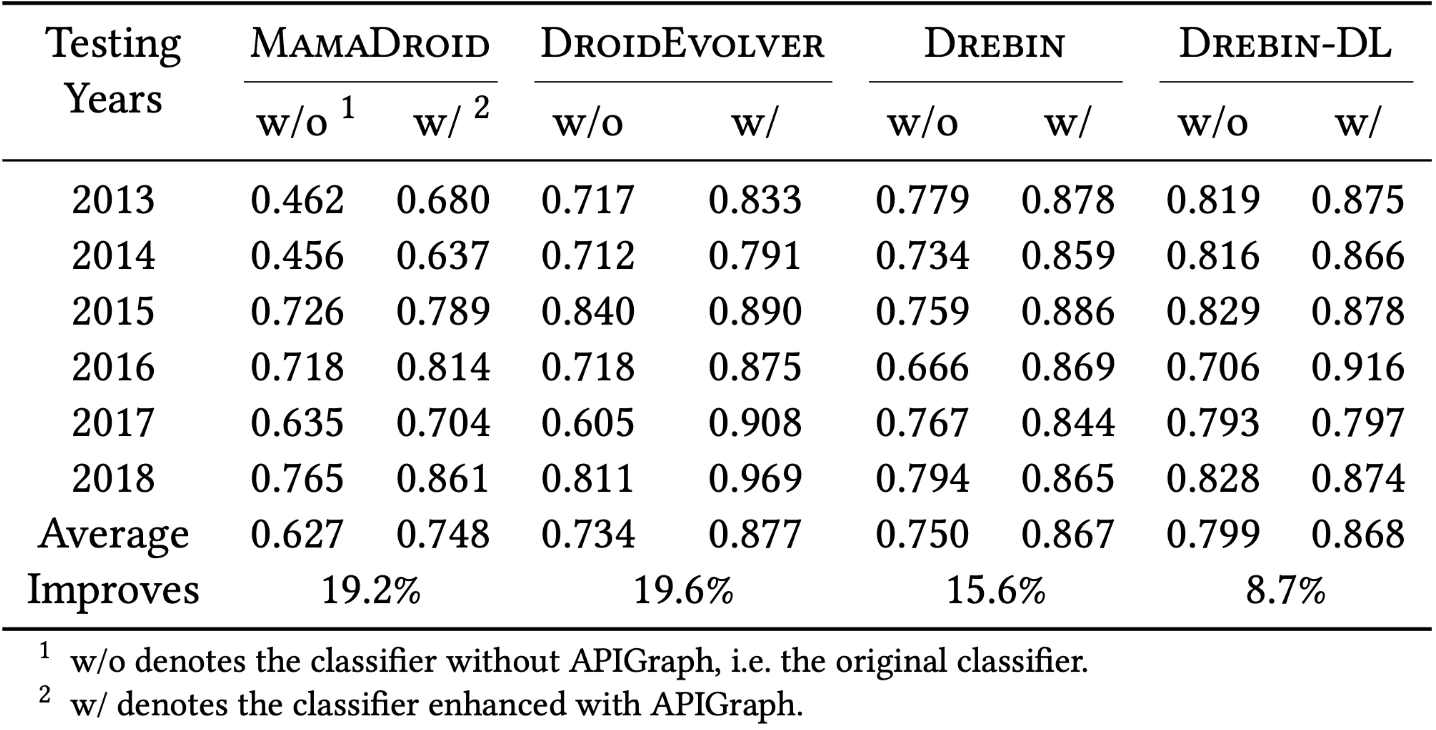 Testing Years MamaDroid DroidEvolver Drebin Drebin-DL
w/o 1 w/ 2 w/o w/ w/o w/ w/o w/
2013 0.462 0.680 0.717 0.833 0.779 0.878 0.819 0.875
2014 0.456 0.637 0.712 0.791 0.734 0.859 0.816 0.866
2015 0.726 0.789 0.840 0.890 0.759 0.886 0.829 0.878
2016 0.718 0.814 0.718 0.875 0.666 0.869 0.706 0.916
2017 0.635 0.704 0.605 0.908 0.767 0.844 0.793 0.797
2018 0.765 0.861 0.811 0.969 0.794 0.865 0.828 0.874
Average 0.627 0.748 0.734 0.877 0.750 0.867 0.799 0.868
Improves 19.2% 19.6% 15.6% 8.7%
1 w/o denotes the classifier without APIGraph, i.e. the original classifier.
2 w/ denotes the classifier enhanced with APIGraph.